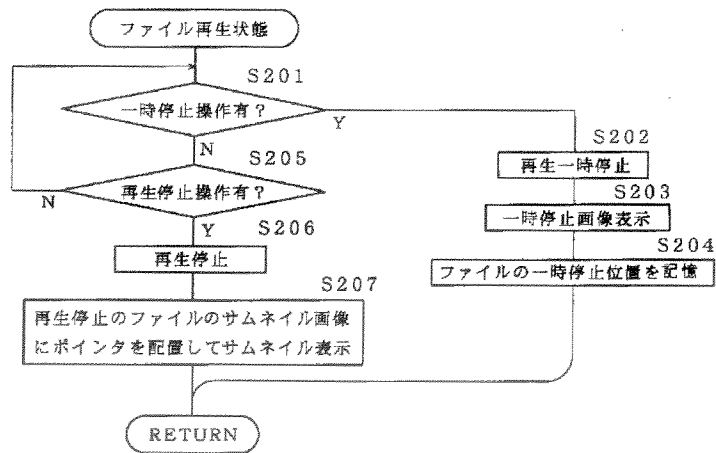 ファイル再生状態
S201
一時停止操作有?
Y
N
S202
再生一時停止
S203
一時停止画像表示
S204
ファイルの一時停止位置を記憶
S205
再生停止操作有?
N
Y
S206
再生停止
S207
再生停止のファイルのサムネイル画像
にポインタを配置してサムネイル表示
RETURN